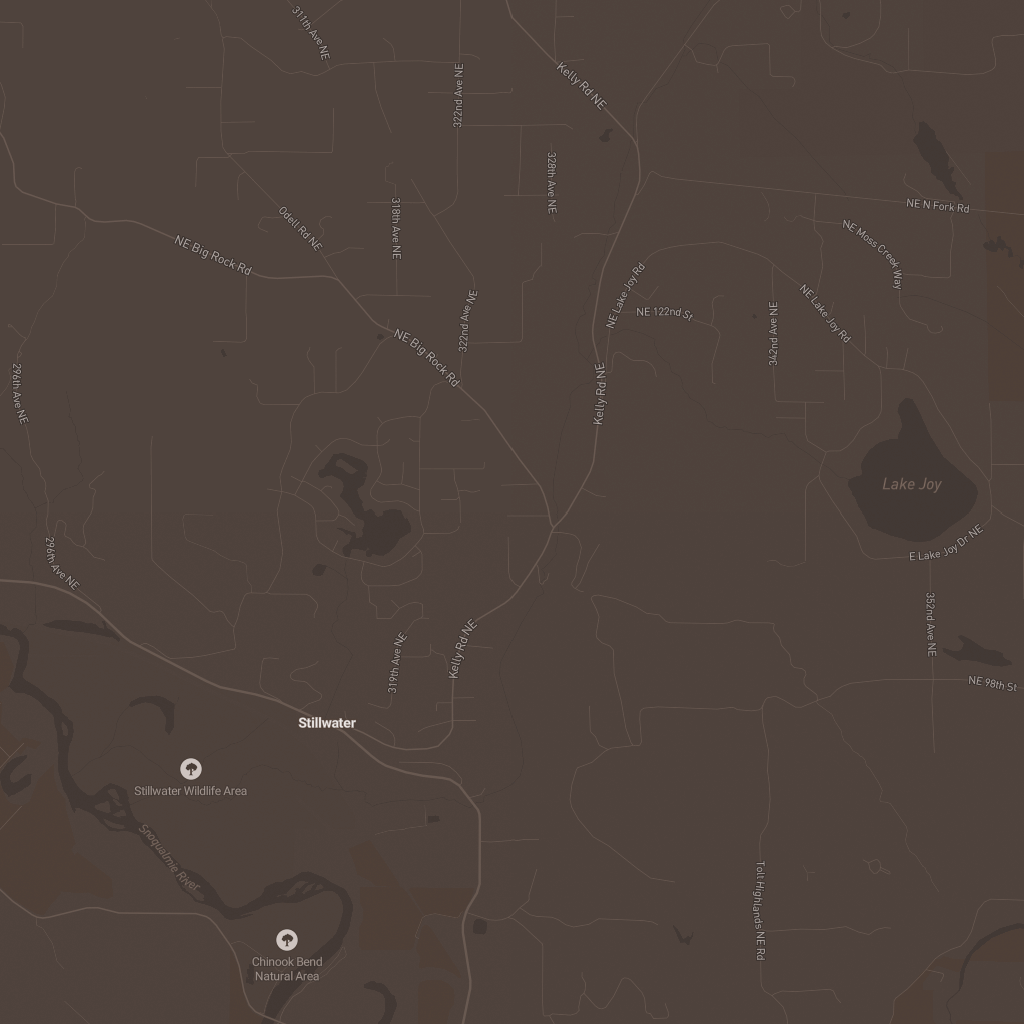 311th Ave NE
Kelly Rd NE
322nd Ave NE
328th Ave NE
318th Ave NE
Odell Rd NE
NE Big Rock Rd
NE N Fork Rd
NE Moss Creek Way
NE Lake Joy Rd
NE 122nd St
NE Lake Joy Rd
342nd Ave NE
322nd Ave NE
NE Big Rock Rd
296th Ave NE
Kelly Rd NE
Lake Joy
E Lake Joy Dr NE
296th Ave NE
352nd Ave NE
319th Ave NE
Kelly Rd NE
NE 98th St
Stillwater
Stillwater Wildlife Area
Snoqualmie River
Tolt Highlands NE Rd
Chinook Bend
Natural Area